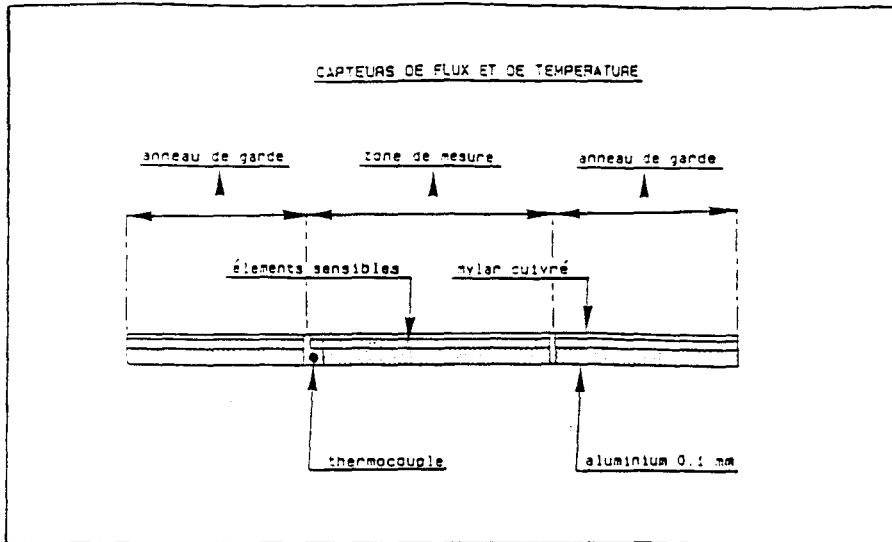 CAPTEURS DE FLUX ET DE TEMPERATURE
anneau de garde zone de mesure anneau de garde
élements sensibles mylar cuivré
thermocouple aluminium 0.1 mm